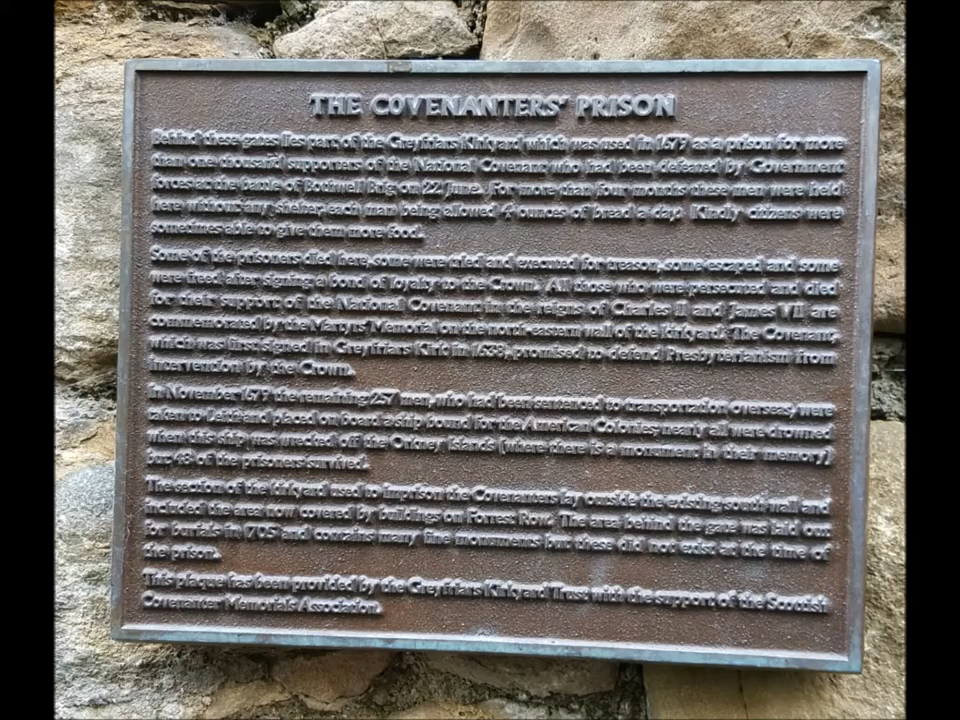 THE COVENANTERS' PRISON
Behind these gates lies part of the Greyfriars Kirkyard which was used in 1679 as a prison for more
than one thousand supporters of the National Covenant who had been defeated by Government
forces at the battle of Bothwell Brig on 22 June. For more than four months these men were held
here without any shelter, each man being allowed 4 ounces of bread a day. Kindly citizens were
sometimes able to give them more food.
Some of the prisoners died here, some were tried and executed for treason, some escaped and some
were freed after signing a bond of loyalty to the Crown. All those who were persecuted and died
for their support of the National Covenant in the reigns of Charles II and James VII are
commemorated by the Martyrs' Memorial on the north-eastern wall of the kirkyard. The Covenant,
which was first signed in Greyfriars Kirk in 1638, promised to defend Presbyterianism from
intervention by the Crown.
In November 1679 the remaining 257 men, who had been sentenced to transportation overseas, were
taken to Leith and placed on board a ship bound for the American Colonies; nearly all were drowned
when this ship was wrecked off the Orkney Islands (where there is a monument in their memory)
but 48 of the prisoners survived.
The section of the kirkyard used to imprison the Covenanters lay outside the existing south wall and
included the area now covered by buildings on Forrest Row. The area behind the gate was laid out
for burials in 1705 and contains many fine monuments but these did not exist at the time of
the prison.
This plaque has been provided by the Greyfriars Kirkyard Trust with the support of the Scottish
Covenanter Memorials Association.